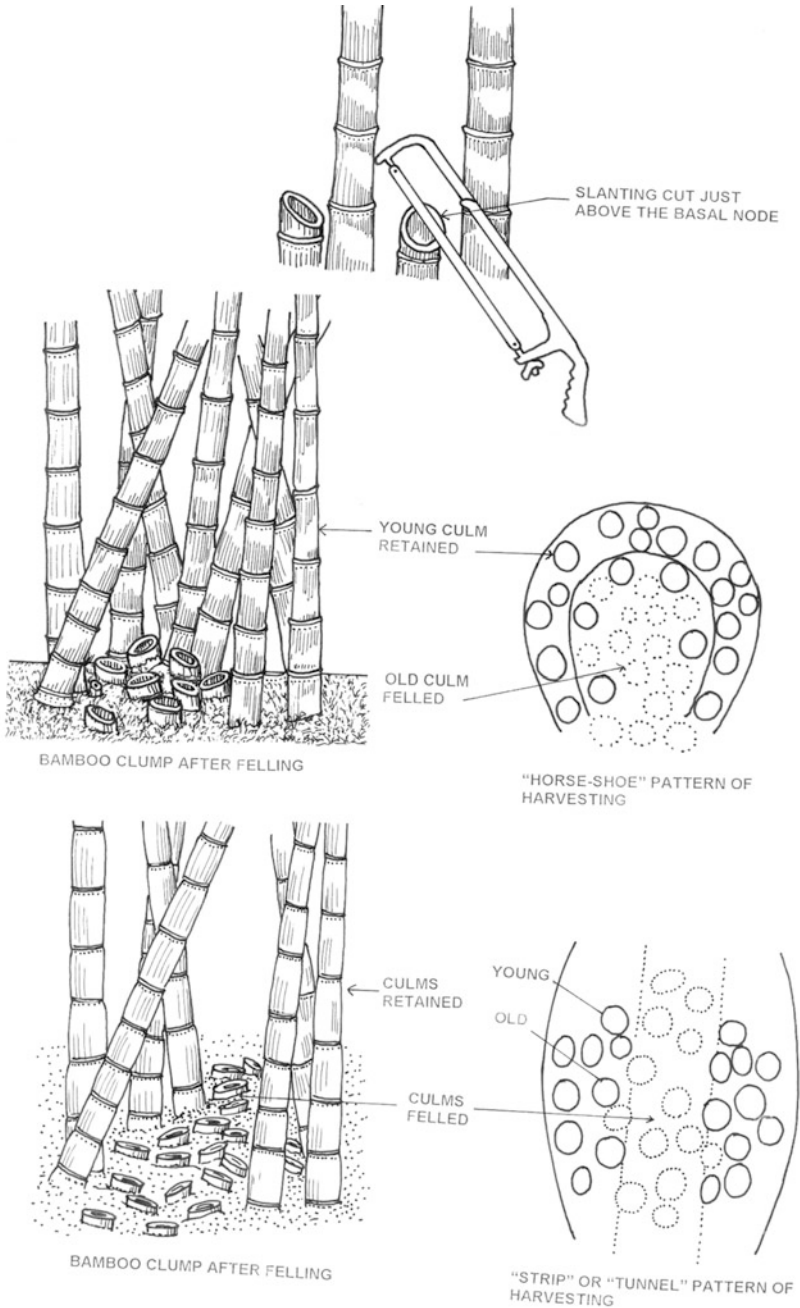 SLANTING CUT JUST
ABOVE THE BASAL NODE
YOUNG CULM
RETAINED
OLD CULM
FELLED
BAMBOO CLUMP AFTER FELLING
"HORSE-SHOE" PATTERN OF
HARVESTING
CULMS
RETAINED
YOUNG
OLD
CULMS
FELLED
BAMBOO CLUMP AFTER FELLING
"STRIP" OR "TUNNEL" PATTERN OF
HARVESTING